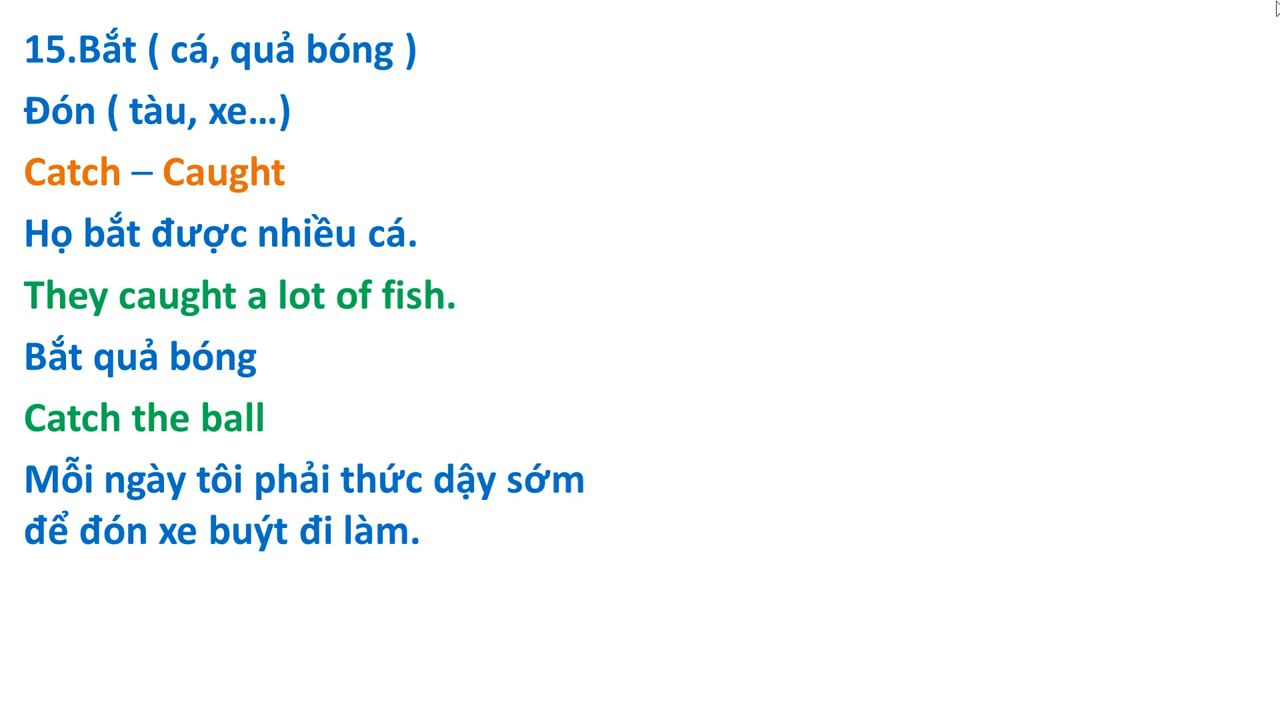 15.Bắt ( cá, quả bóng )
Đón ( tàu, xe...)
Catch – Caught
Họ bắt được nhiều cá.
They caught a lot of fish.
Bắt quả bóng
Catch the ball
Mỗi ngày tôi phải thức dậy sớm
để đón xe buýt đi làm.